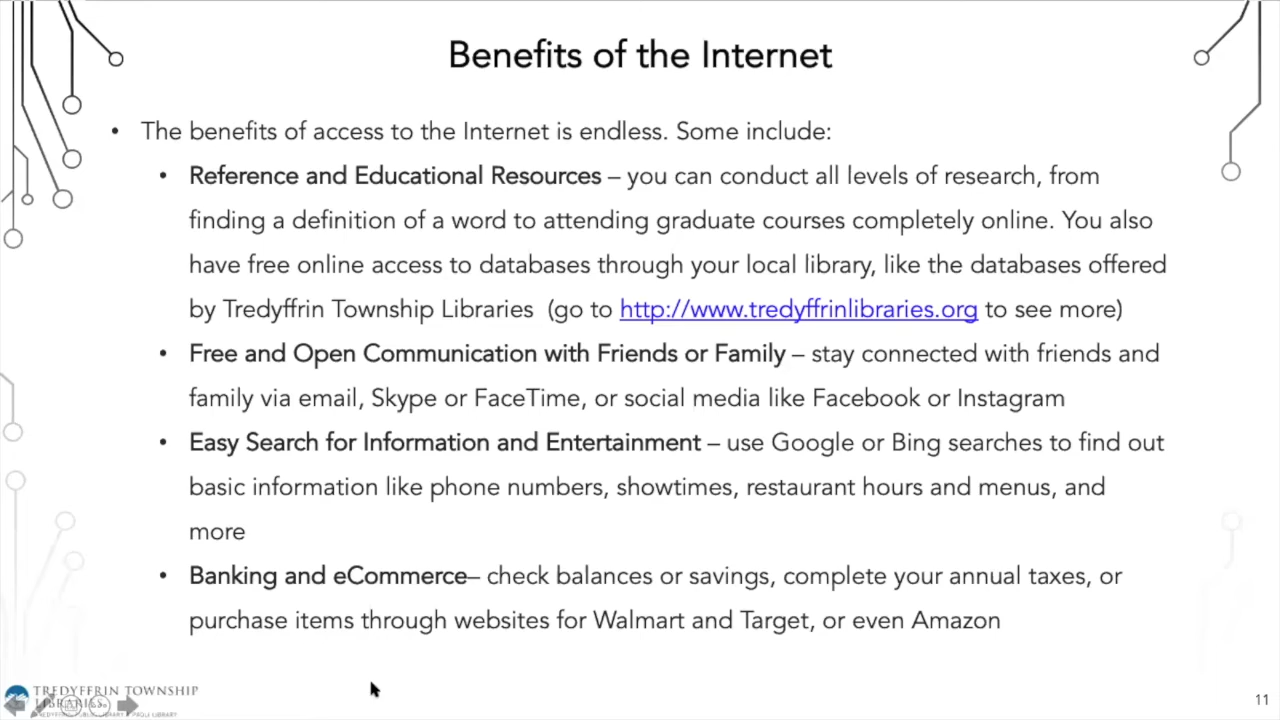 Benefits of the Internet
• The benefits of access to the Internet is endless. Some include:
• Reference and Educational Resources – you can conduct all levels of research, from
finding a definition of a word to attending graduate courses completely online. You also
have free online access to databases through your local library, like the databases offered
by Tredyffrin Township Libraries (go to http://www.tredyffrinlibraries.org to see more)
• Free and Open Communication with Friends or Family – stay connected with friends and
family via email, Skype or FaceTime, or social media like Facebook or Instagram
• Easy Search for Information and Entertainment – use Google or Bing searches to find out
basic information like phone numbers, showtimes, restaurant hours and menus, and
more
• Banking and eCommerce– check balances or savings, complete your annual taxes, or
purchase items through websites for Walmart and Target, or even Amazon
TREDYFFRIN TOWNSHIP
LIBRARIES
PAOLI LIBRARY
11